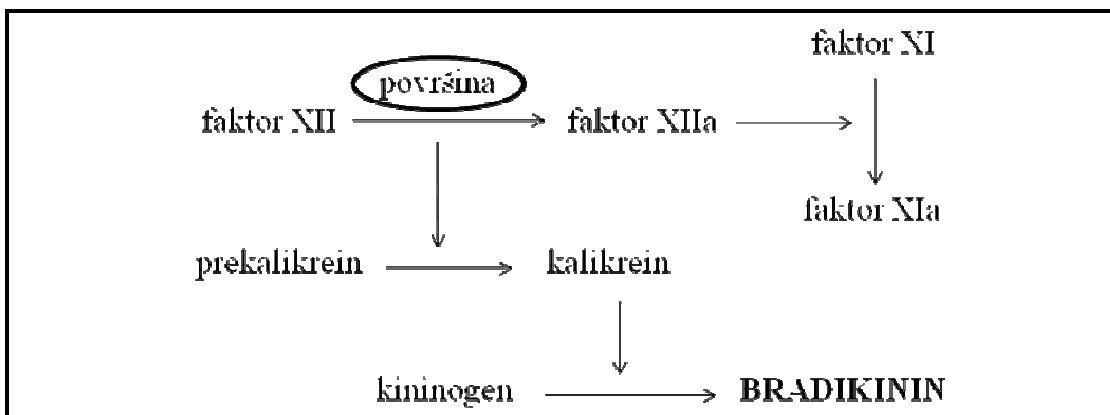 faktor XI
površina
faktor XII
faktor XIIa
faktor XIa
prekalikrein
kalikrein
kininogen
BRADIKININ